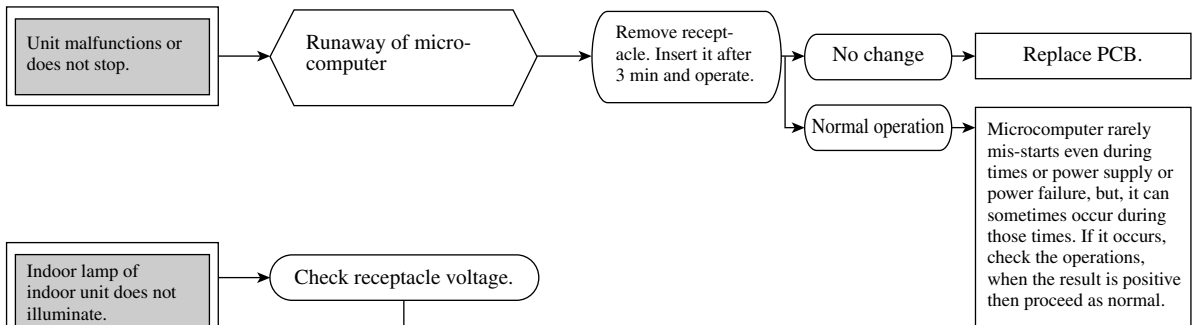 Unit malfunctions or
does not stop.
Runaway of micro-
computer
Remove recept-
acle. Insert it after
3 min and operate.
No change
Replace PCB.
Normal operation
Microcomputer rarely
mis-starts even during
times or power supply or
power failure, but, it can
sometimes occur during
those times. If it occurs,
check the operations,
when the result is positive
then proceed as normal.
Indoor lamp of
indoor unit does not
illuminate.
Check receptacle voltage.